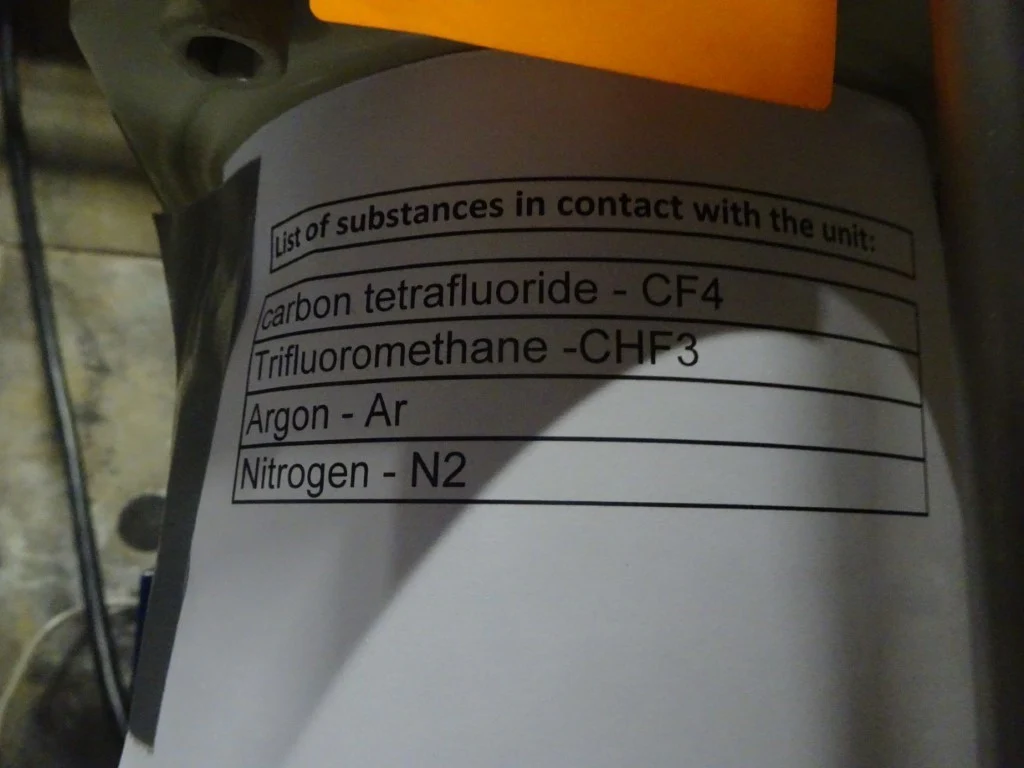 List of substances in contact with the unit:
carbon tetrafluoride - CF4
Trifluoromethane -CHF3
Argon - Ar
Nitrogen - N2